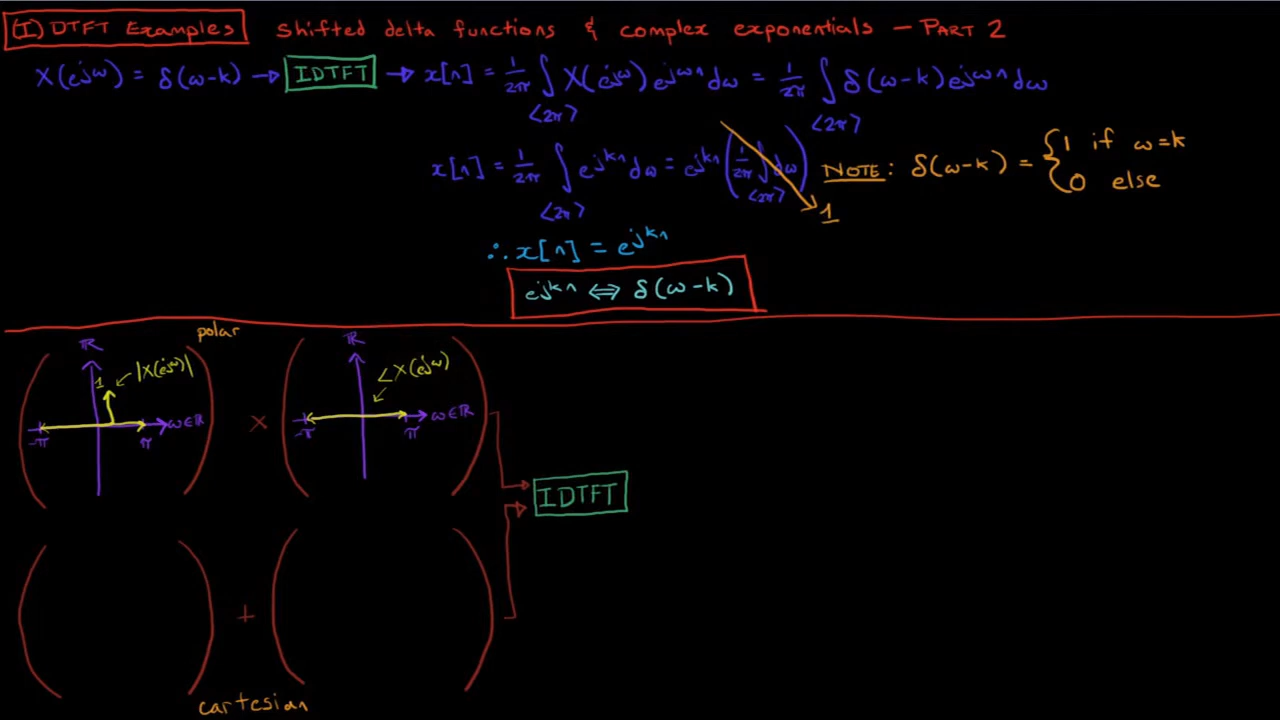 (I) DTFT Examples shifted delta functions & complex exponentials – PART 2
X(e^jω) = δ(ω-k) → IDTFT → x[n] = 1/2π ∫<2π> X(e^jω) e^jωn dω = 1/2π ∫<2π> δ(ω-k) e^jωn dω
x[n] = 1/2π ∫<2π> e^jkn dω = e^jkn (1/2π ∫<2π> dω) → 1 NOTE: δ(ω-k) = { 1 if ω=k
0 else
∴ x[n] = e^jkn
e^jkn ⇔ δ(ω-k)
polar
ℝ
1 ← |X(e^jω)|
-π π ω∈ℝ
×
ℝ
∠X(e^jω)
-π π ω∈ℝ
IDTFT
+
cartesian